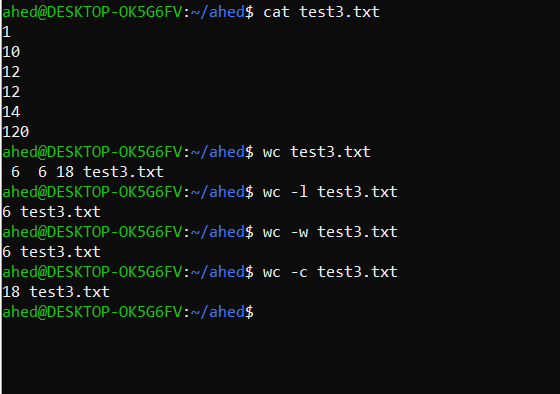 ahed@DESKTOP-OK5G6FV:~/ahed$ cat test3.txt
1
10
12
12
14
120
ahed@DESKTOP-OK5G6FV:~/ahed$ wc test3.txt
 6  6 18 test3.txt
ahed@DESKTOP-OK5G6FV:~/ahed$ wc -l test3.txt
6 test3.txt
ahed@DESKTOP-OK5G6FV:~/ahed$ wc -w test3.txt
6 test3.txt
ahed@DESKTOP-OK5G6FV:~/ahed$ wc -c test3.txt
18 test3.txt
ahed@DESKTOP-OK5G6FV:~/ahed$